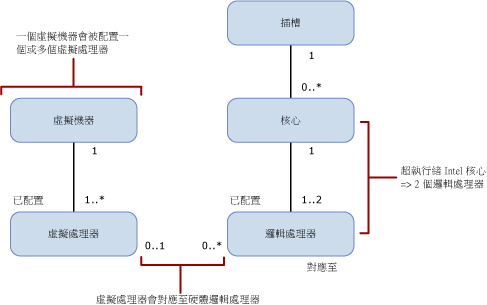 插槽
一個虛擬機器會被配置一
個或多個虛擬處理器
1
0..*
虛擬機器
核心
1
1
超執行緒 Intel 核心
=> 2 個邏輯處理器
已配置
1..*
已配置
1..2
虛擬處理器
邏輯處理器
0..1
0..*
對應至
虛擬處理器會對應至硬體邏輯處理器